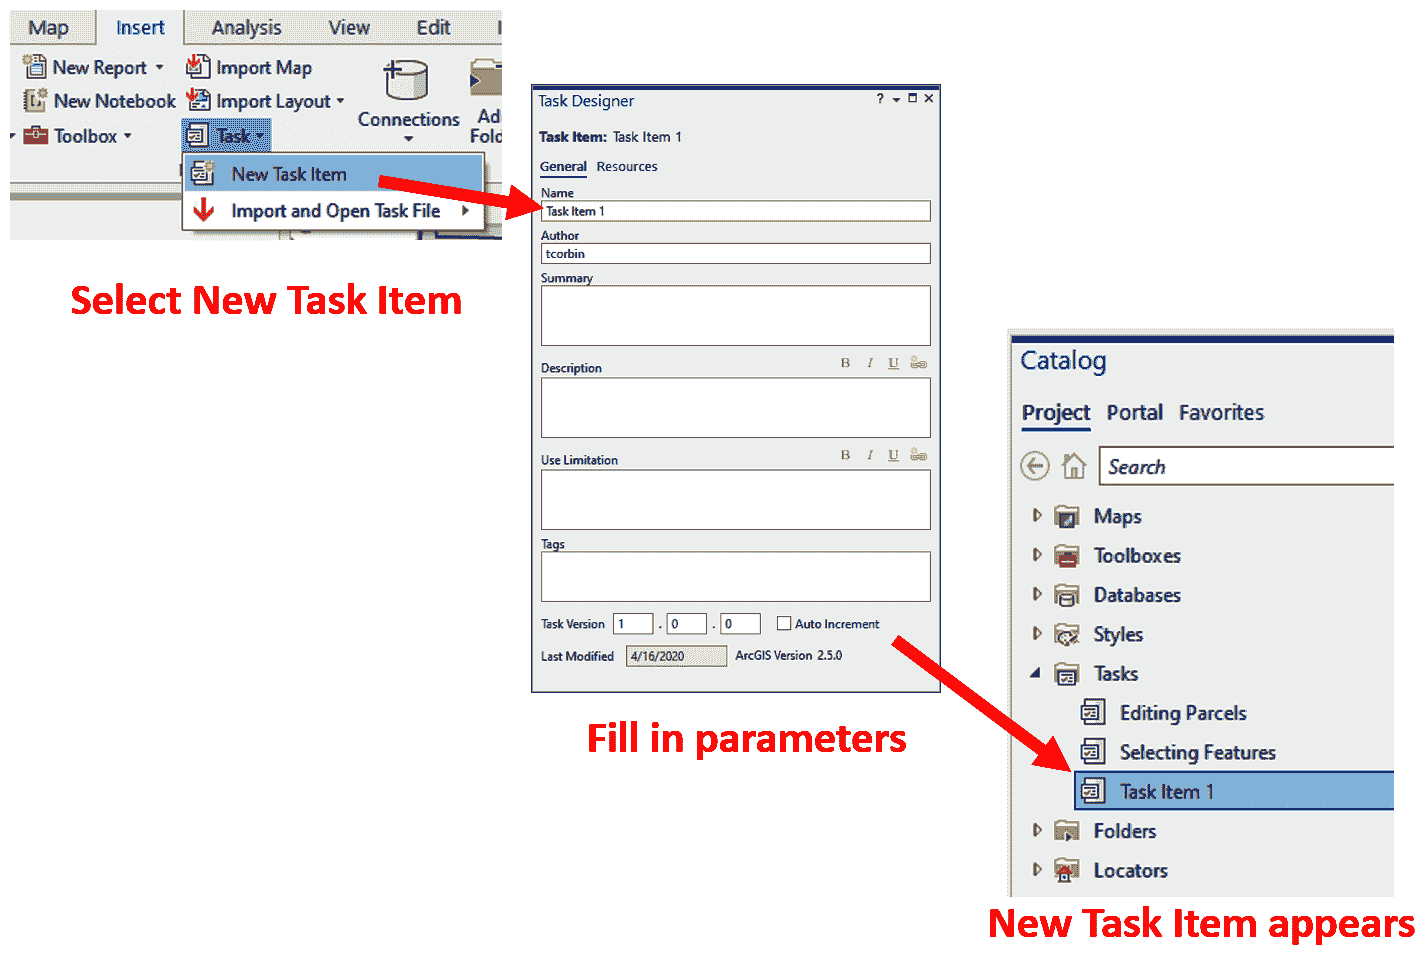 Map Insert Analysis View Edit
New Report Import Map
New Notebook Import Layout
Connections Ad
Toolbox Task Fold
New Task Item
Import and Open Task File
Select New Task Item
Task Designer ?
Task Item: Task Item 1
General Resources
Name
Task Item 1
Author
tcorbin
Summary
Description B I U
Use Limitation B I U
Tags
Task Version 1 . 0 . 0 Auto Increment
Last Modified 4/16/2020 ArcGIS Version 2.5.0
Fill in parameters
Catalog
Project Portal Favorites
Search
Maps
Toolboxes
Databases
Styles
Tasks
Editing Parcels
Selecting Features
Task Item 1
Folders
Locators
New Task Item appears